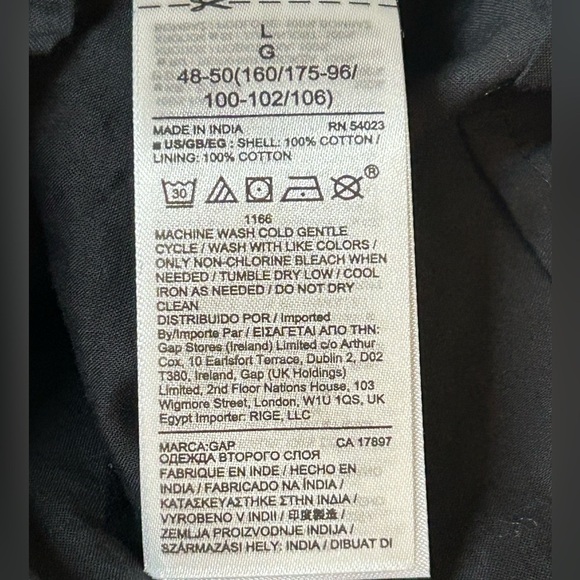 L
G
48-50(160/175-96/
100-102/106)
MADE IN INDIA RN 54023
■ US/GB/EG : SHELL: 100% COTTON /
LINING: 100% COTTON
30 ®
1166
MACHINE WASH COLD GENTLE
CYCLE / WASH WITH LIKE COLORS /
ONLY NON-CHLORINE BLEACH WHEN
NEEDED / TUMBLE DRY LOW / COOL
IRON AS NEEDED / DO NOT DRY
CLEAN
DISTRIBUIDO POR / Imported
By/Importe Par / ΕΙΣΑΓΕΤΑΙ ΑΠΟ ΤΗΝ:
Gap Stores (Ireland) Limited c/o Arthur
Cox, 10 Earlsfort Terrace, Dublin 2, D02
T380, Ireland, Gap (UK Holdings)
Limited, 2nd Floor Nations House, 103
Wigmore Street, London, W1U 1QS, UK
Egypt Importer: RIGE, LLC
MARCA:GAP CA 17897
ОДЕЖДА ВТОРОГО СЛОЯ
FABRIQUE EN INDE / HECHO EN
INDIA / FABRICADO NA ÍNDIA /
ΚΑΤΑΣΚΕΥΑΣΤΗΚΕ ΣΤΗΝ ΙΝΔΙΑ /
VYROBENO V INDII / 印度製造 /
ZEMLJA PROIZVODNJE INDIJA /
SZÁRMAZÁSI HELY: INDIA / DIBUAT DI